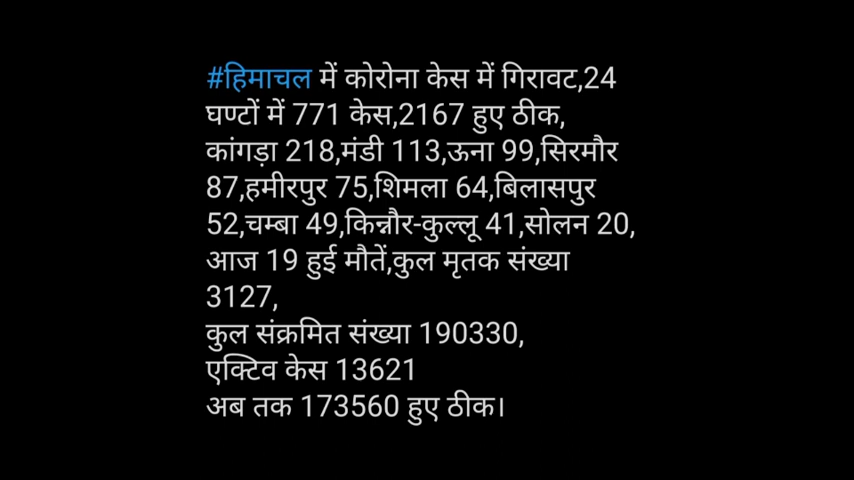 #हिमाचल में कोरोना केस में गिरावट,24
घण्टों में 771 केस,2167 हुए ठीक,
कांगड़ा 218,मंडी 113,ऊना 99,सिरमौर
87,हमीरपुर 75,शिमला 64,बिलासपुर
52,चम्बा 49,किन्नौर-कुल्लू 41,सोलन 20,
आज 19 हुई मौतें,कुल मृतक संख्या
3127,
कुल संक्रमित संख्या 190330,
एक्टिव केस 13621
अब तक 173560 हुए ठीक।